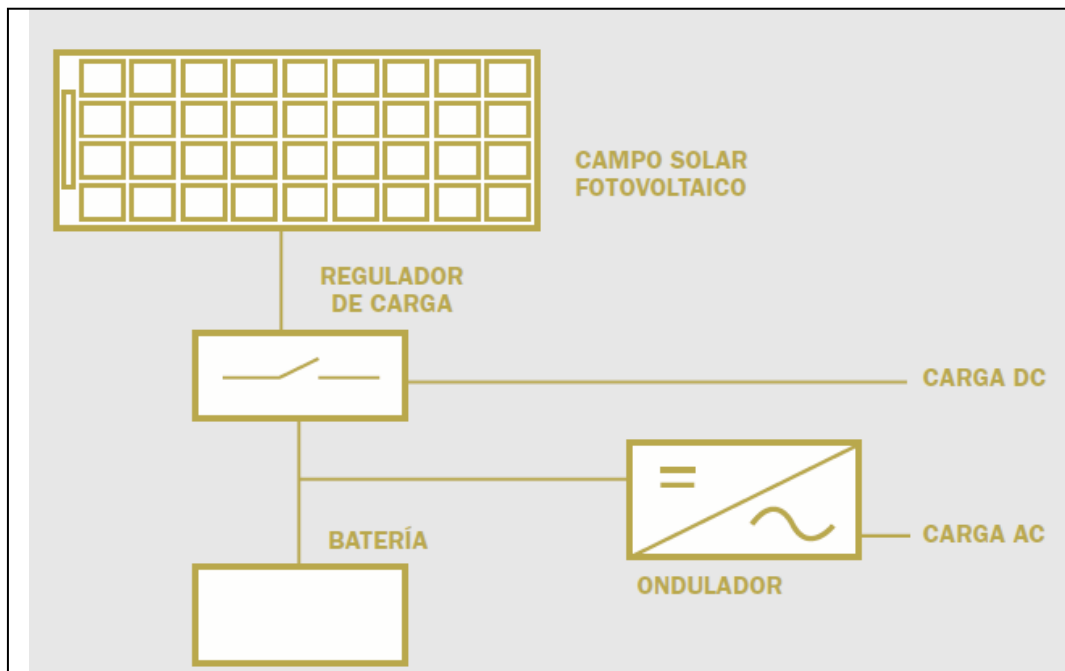 CAMPO SOLAR
FOTOVOLTAICO
REGULADOR
DE CARGA
CARGA DC
BATERÍA
CARGA AC
ONDULADOR